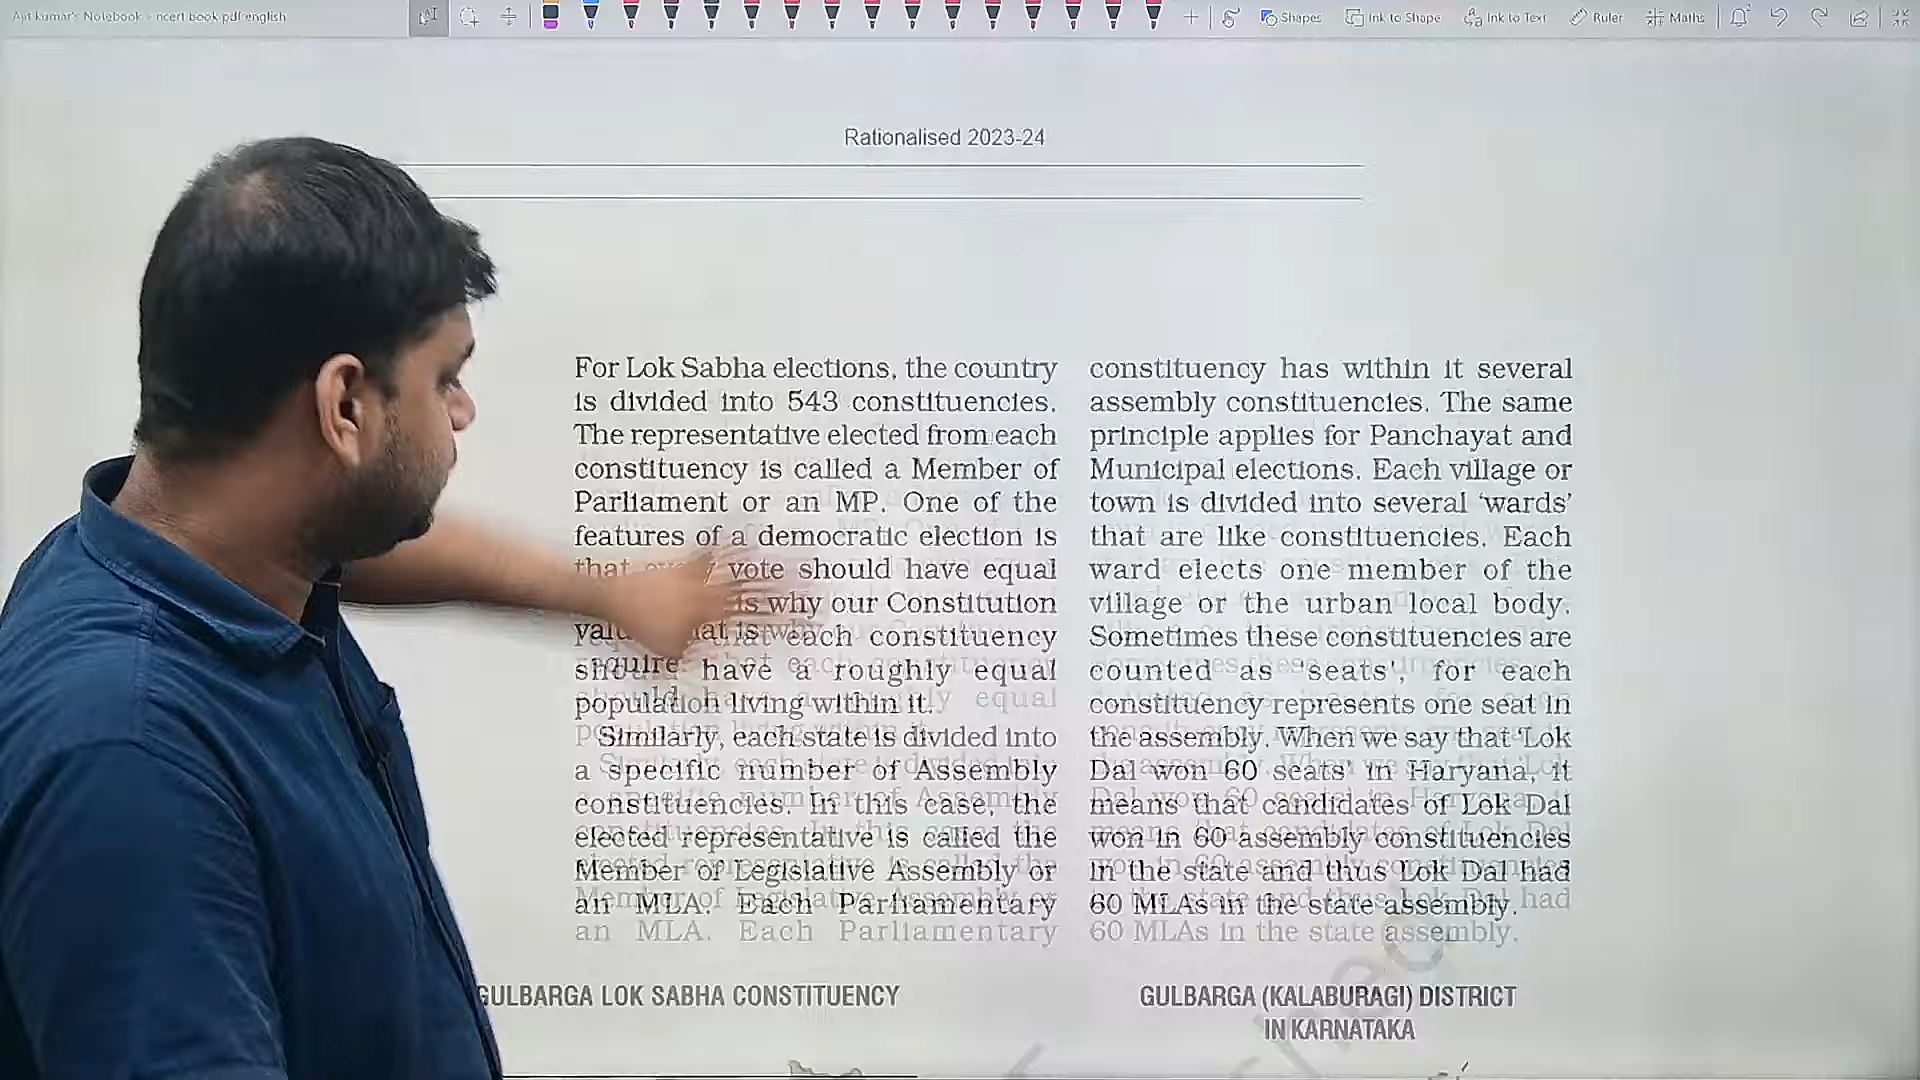 Ajit kumar's Notebook › ncert book pdf english
Shapes
Ink to Shape
Ink to Text
Ruler
Maths
Rationalised 2023-24
For Lok Sabha elections, the country
is divided into 543 constituencies.
The representative elected from each
constituency is called a Member of
Parliament or an MP. One of the
features of a democratic election is
that vote should have equal
is why our Constitution
that each constituency
should have a roughly equal
population living within it.
Similarly, each state is divided into
a specific number of Assembly
constituencies. In this case, the
elected representative is called the
Member of Legislative Assembly or
an MLA. Each Parliamentary
constituency has within it several
assembly constituencies. The same
principle applies for Panchayat and
Municipal elections. Each village or
town is divided into several ‘wards’
that are like constituencies. Each
ward elects one member of the
village or the urban local body.
Sometimes these constituencies are
counted as ‘seats’, for each
constituency represents one seat in
the assembly. When we say that ‘Lok
Dal won 60 seats’ in Haryana, it
means that candidates of Lok Dal
won in 60 assembly constituencies
in the state and thus Lok Dal had
60 MLAs in the state assembly.
GULBARGA LOK SABHA CONSTITUENCY
GULBARGA (KALABURAGI) DISTRICT
IN KARNATAKA